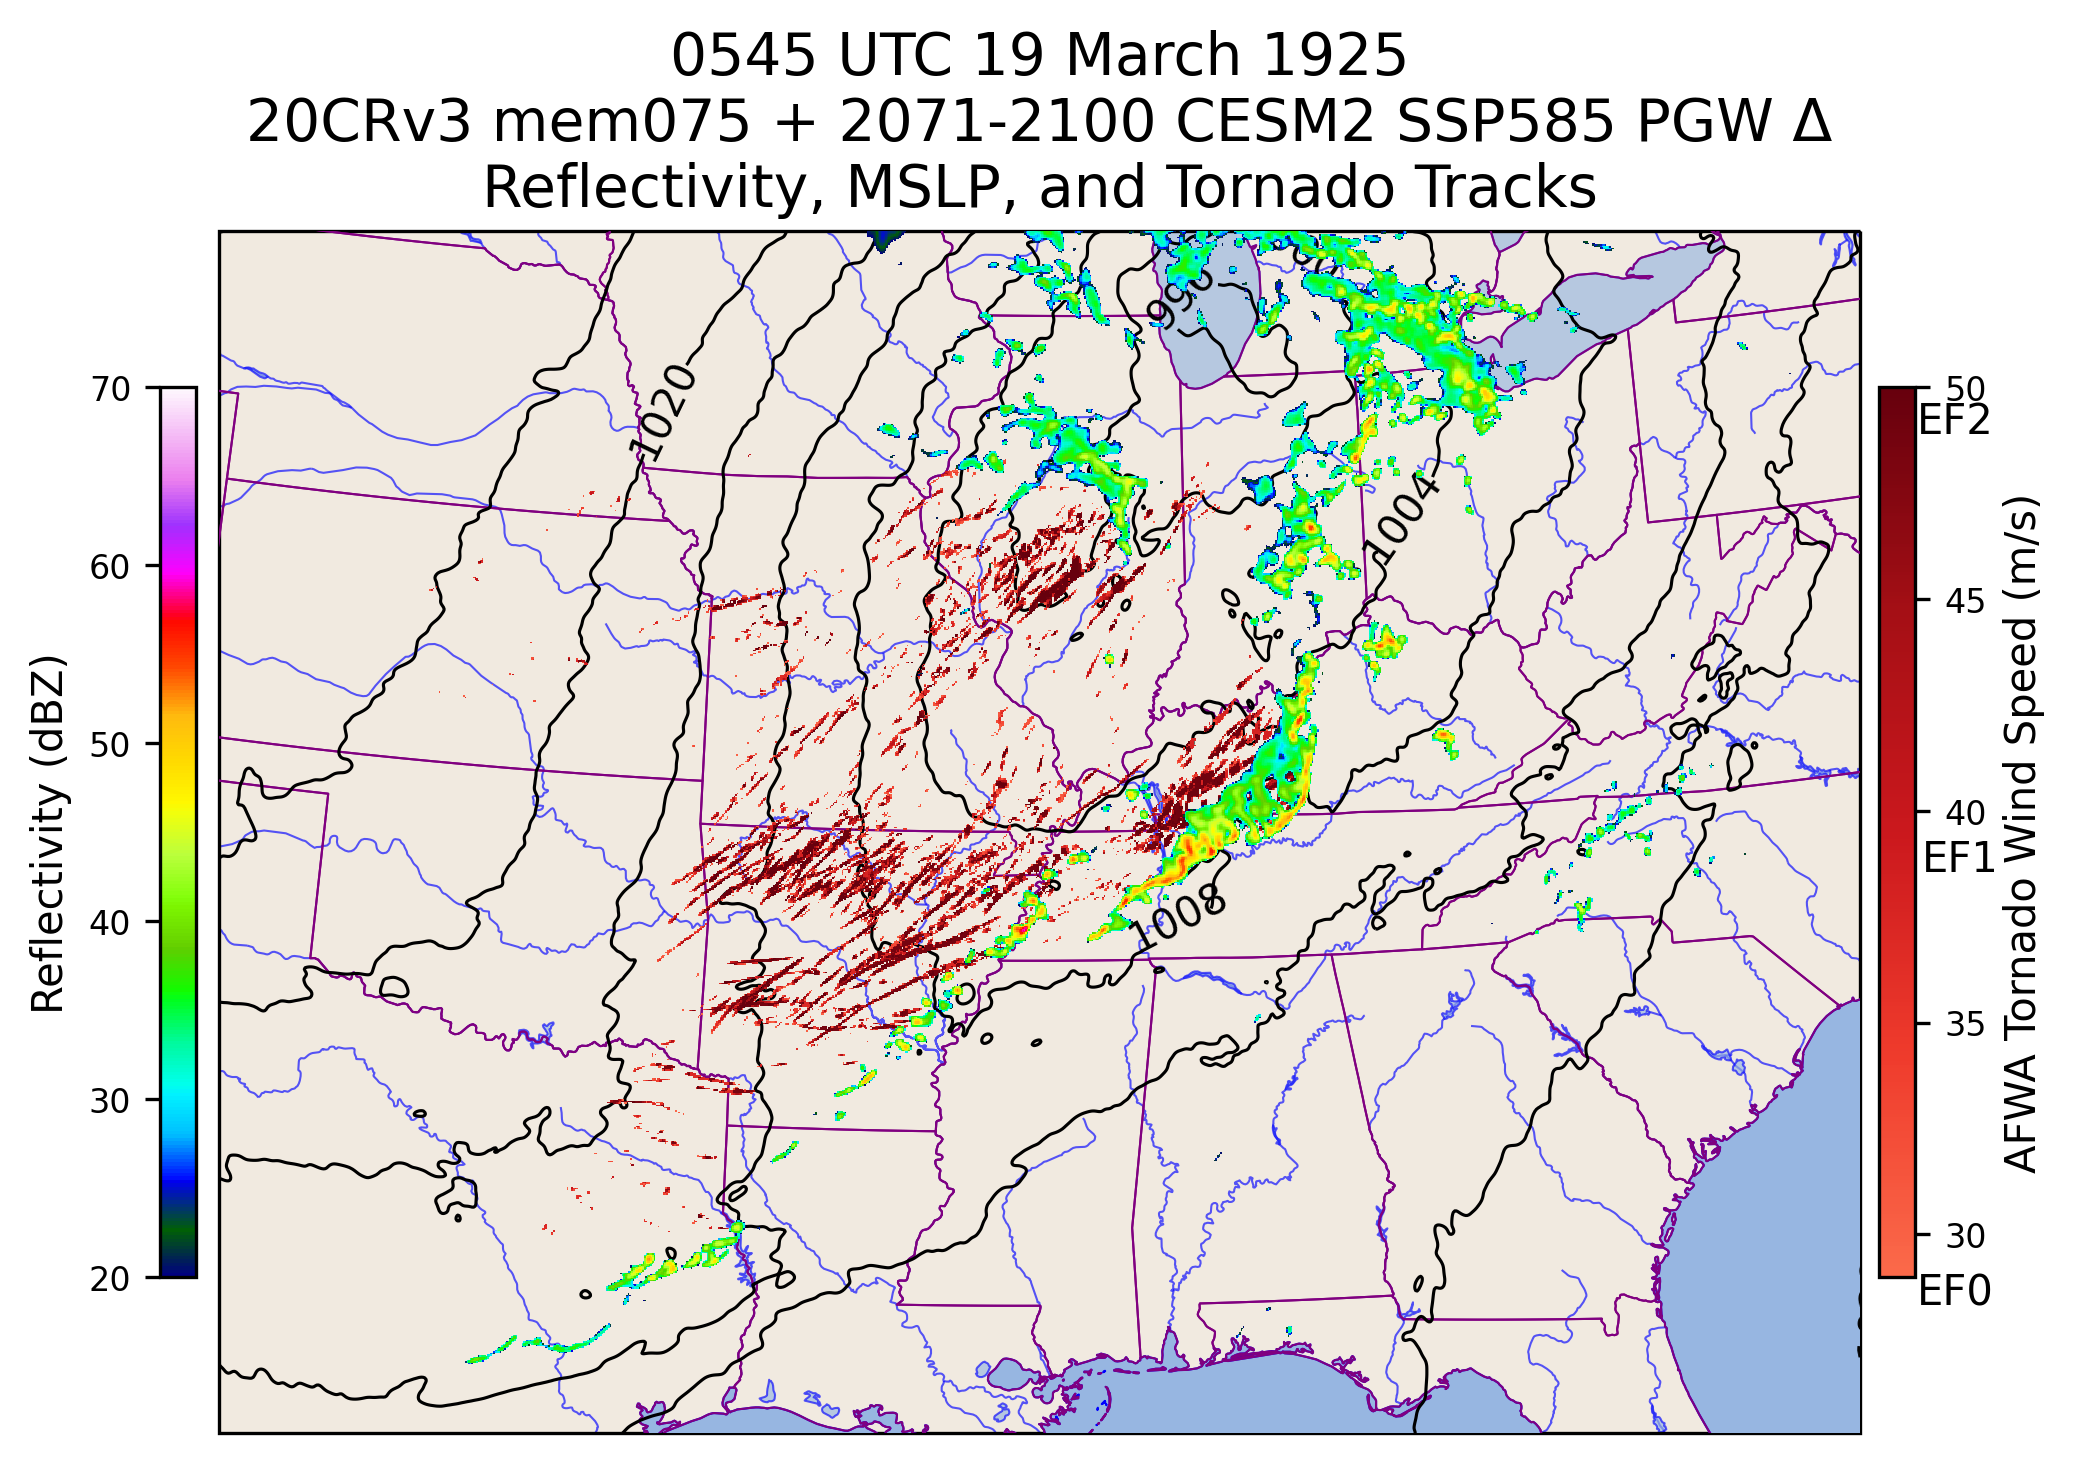 0545 UTC 19 March 1925
20CRv3 mem075 + 2071-2100 CESM2 SSP585 PGW Δ
Reflectivity, MSLP, and Tornado Tracks
Reflectivity (dBZ)
70
60
50
40
30
20
1020
990
1004
1008
50
EF2
45
40
EF1
35
30
EF0
AFWA Tornado Wind Speed (m/s)